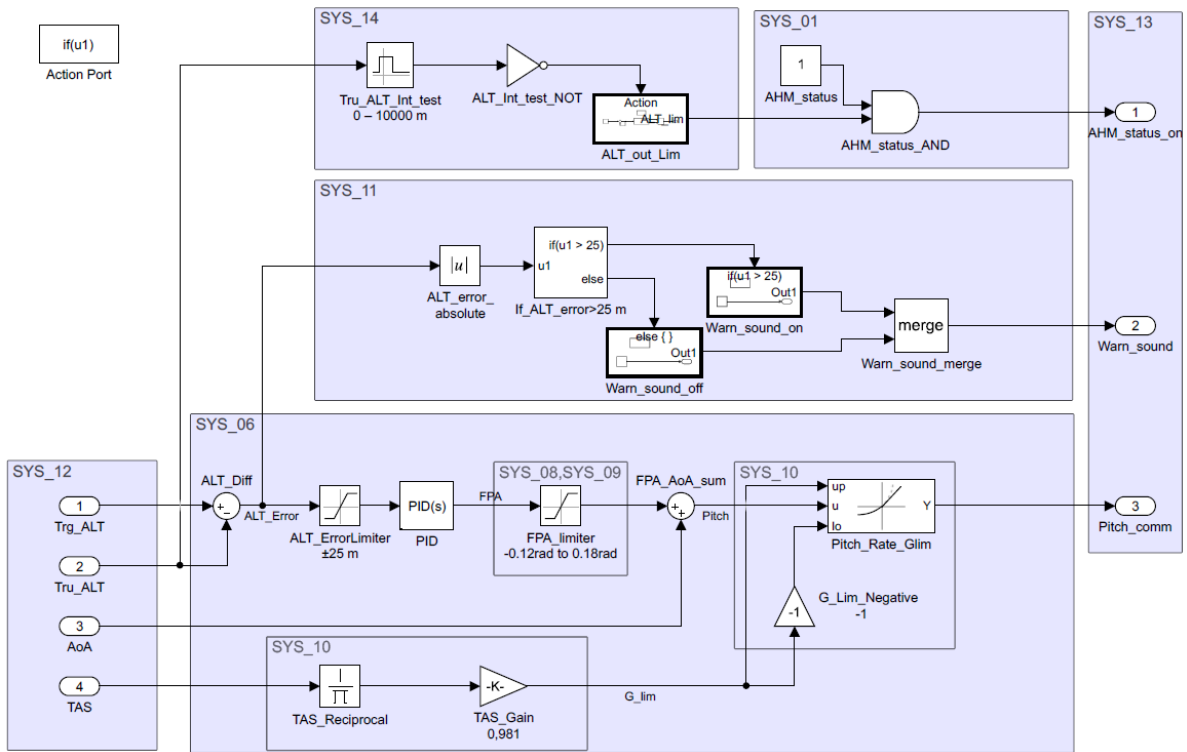 if(u1)
Action Port
SYS_14
Tru_ALT_Int_test
0 – 10000 m
ALT_Int_test_NOT
Action
ALT_lim
ALT_out_Lim
SYS_01
1
AHM_status
AHM_status_AND
SYS_13
1
AHM_status_on
SYS_11
|u|
ALT_error_
absolute
u1
if(u1 > 25)
else
If_ALT_error>25 m
if(u1 > 25)
Out1
Warn_sound_on
else { }
Out1
Warn_sound_off
merge
Warn_sound_merge
2
Warn_sound
SYS_06
SYS_12
1
Trg_ALT
2
Tru_ALT
3
AoA
4
TAS
ALT_Diff
+
−
ALT_Error
ALT_ErrorLimiter
±25 m
PID(s)
PID
FPA
SYS_08,SYS_09
FPA_limiter
-0.12rad to 0.18rad
FPA_AoA_sum
+
+
Pitch
SYS_10
up
u
lo
Y
Pitch_Rate_Glim
-1
G_Lim_Negative
-1
3
Pitch_comm
SYS_10
TAS_Reciprocal
-K-
TAS_Gain
0,981
G_lim